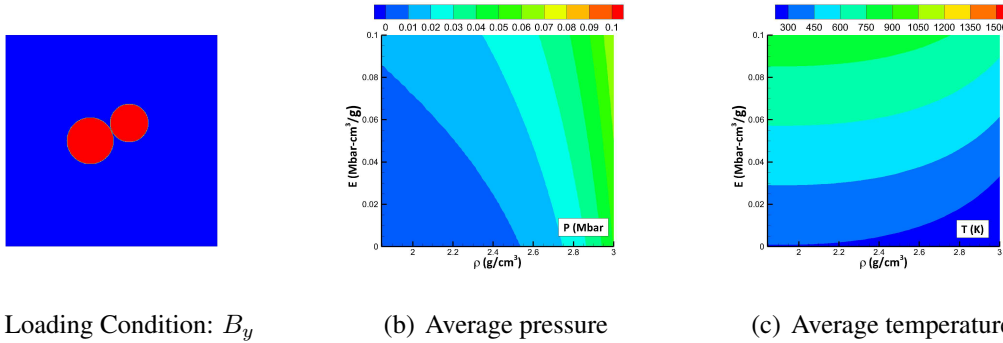 0 0.01 0.02 0.03 0.04 0.05 0.06 0.07 0.08 0.09 0.1
300 450 600 750 900 1050 1200 1350 1500
0.1
0.08
0.06
0.04
0.02
0
E (Mbar-cm³/g)
P (Mbar
2 2.2 2.4 2.6 2.8 3
ρ (g/cm³)
0.1
0.08
0.06
0.04
0.02
0
E (Mbar-cm³/g)
T (K)
2 2.2 2.4 2.6 2.8 3
ρ (g/cm³)
Loading Condition: B_y
(b) Average pressure
(c) Average temperature